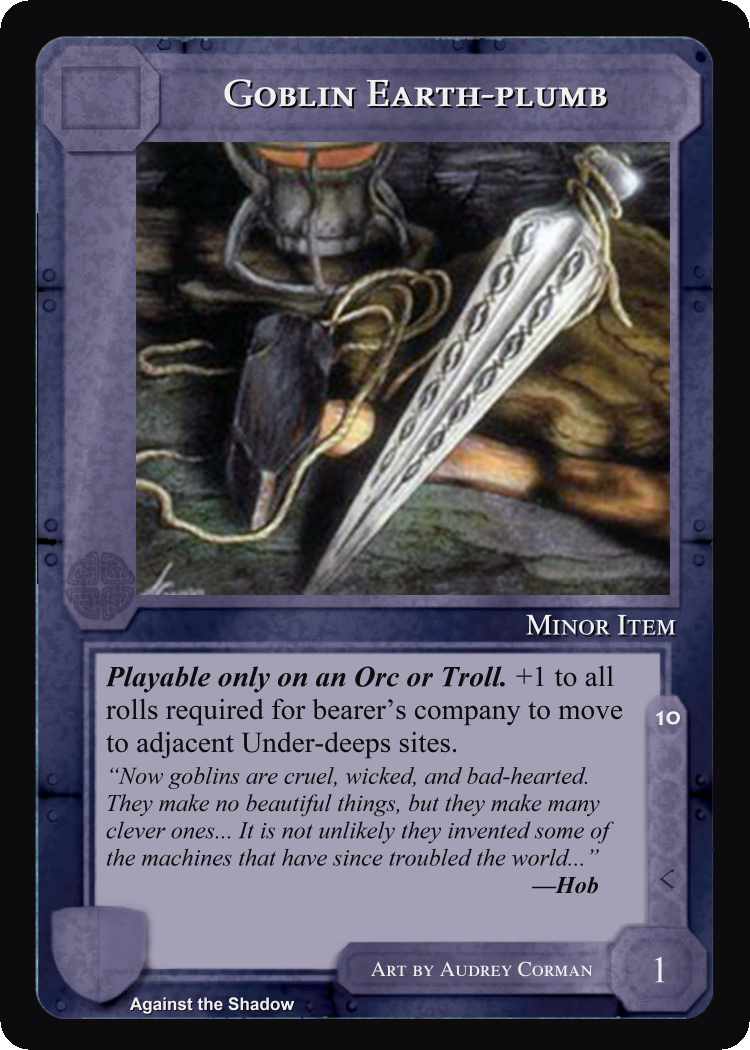 Goblin Earth-plumb
Minor Item
Playable only on an Orc or Troll. +1 to all
rolls required for bearer’s company to move
to adjacent Under-deeps sites.
“Now goblins are cruel, wicked, and bad-hearted.
They make no beautiful things, but they make many
clever ones... It is not unlikely they invented some of
the machines that have since troubled the world...”
—Hob
10
<
Art by Audrey Corman
1
Against the Shadow